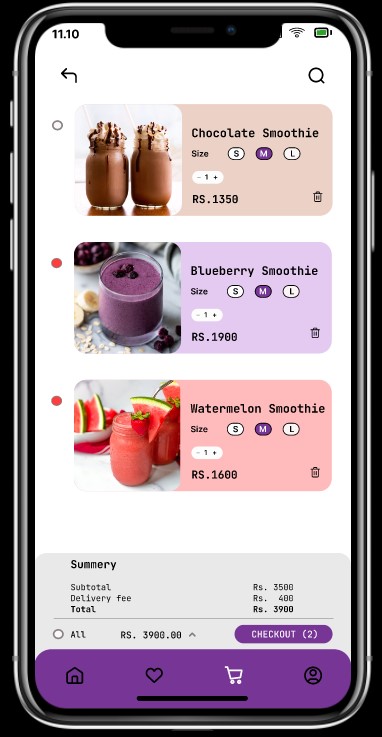 11.10
Chocolate Smoothie
Size S M L
- 1 +
RS.1350
Blueberry Smoothie
Size S M L
- 1 +
RS.1900
Watermelon Smoothie
Size S M L
- 1 +
RS.1600
Summery
Subtotal Rs. 3500
Delivery fee Rs. 400
Total Rs. 3900
All RS. 3900.00 CHECKOUT (2)